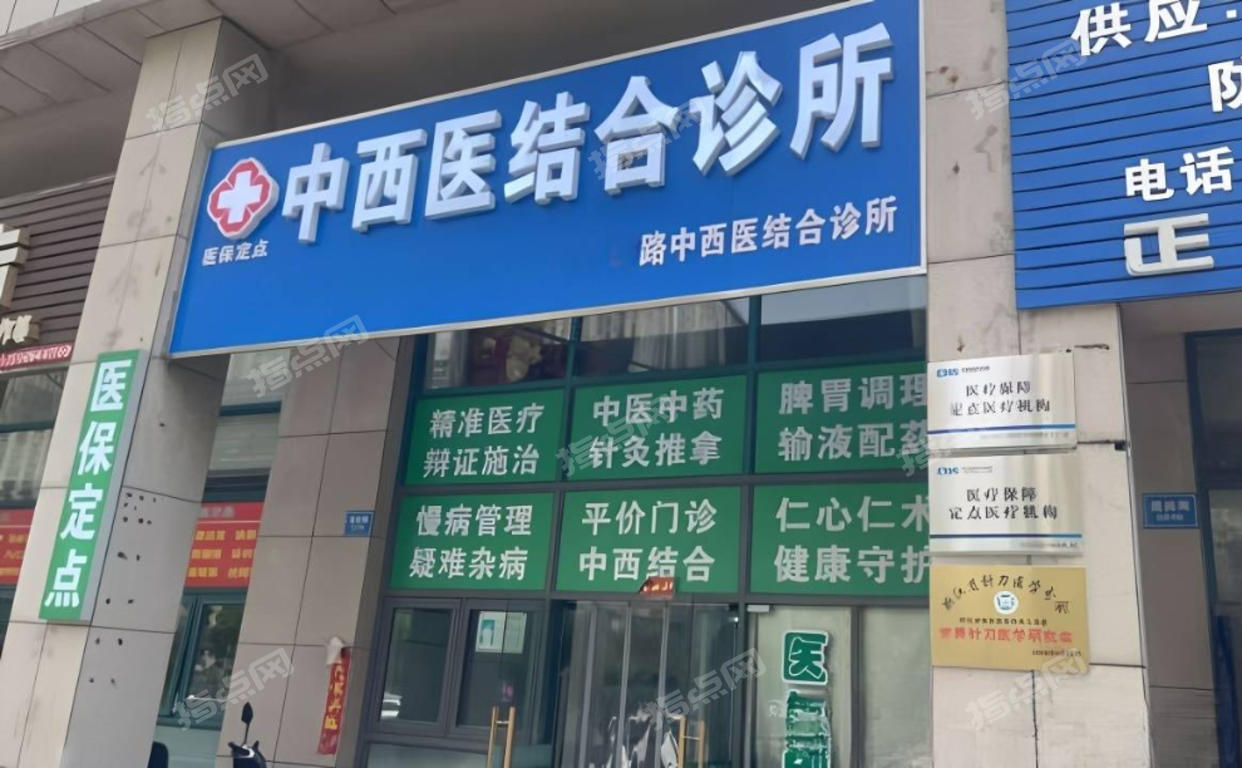 中西医结合诊所
医保定点
路中西医结合诊所
医保定点
精准医疗
辩证施治
中医中药
针灸推拿
脾胃调理
输液配药
慢病管理
疑难杂病
平价门诊
中西结合
仁心仁术
健康守护
医疗保障
定点医疗机构
医疗保障
定点医疗机构
供应
防
电话
正
指点网